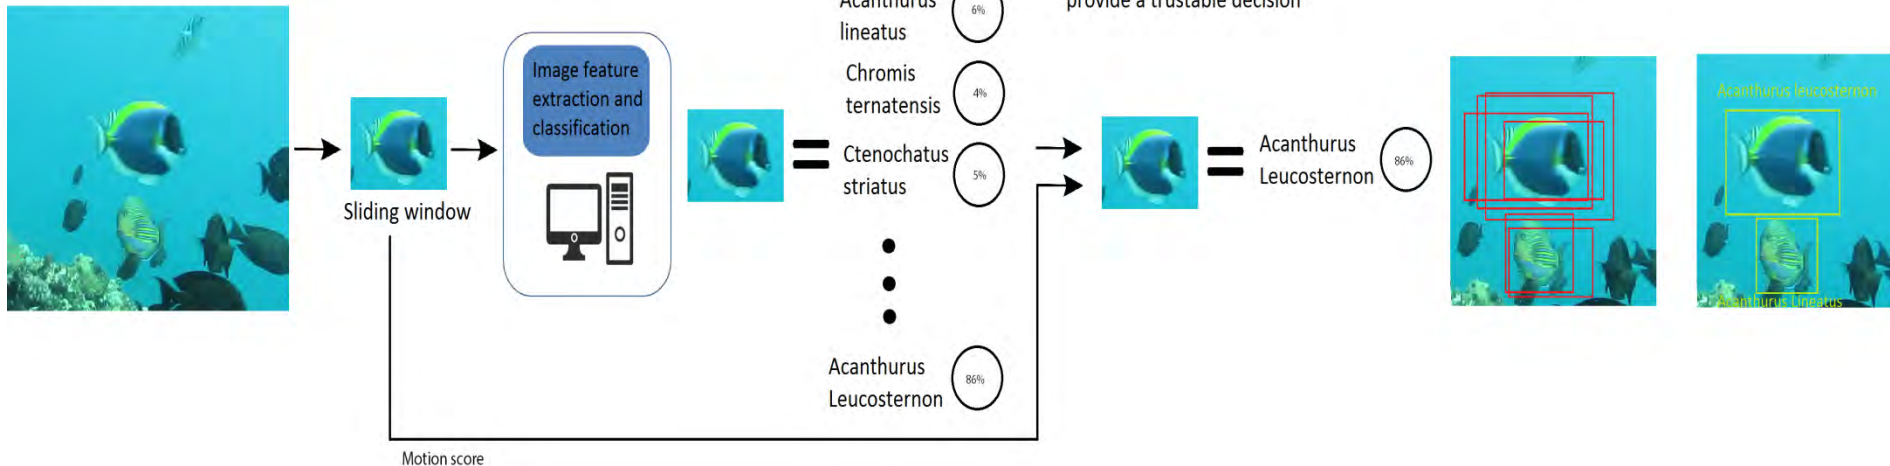 Acanthurus
lineatus
6%
provide a trustable decision
Image feature
extraction and
classification
Chromis
ternatensis
4%
Ctenochatus
striatus
5%
Sliding window
Acanthurus
Leucosternon
86%
Acanthurus
Leucosternon
86%
Motion score
Acanthurus leucosternon
Acanthurus Lineatus